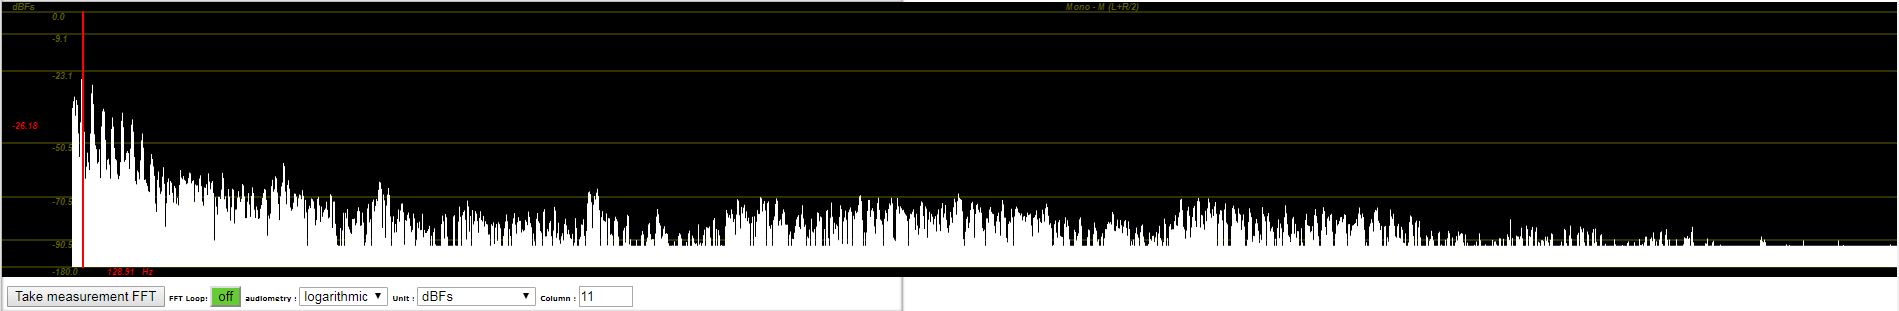 dBFs
Mono - M (L+R/2)
0.0
-9.1
-23.1
-26.18
-50.5
-70.5
-90.5
-180.0
128.91 Hz
Take measurement FFT FFT Loop: off audiometry : logarithmic Unit : dBFs Column : 11